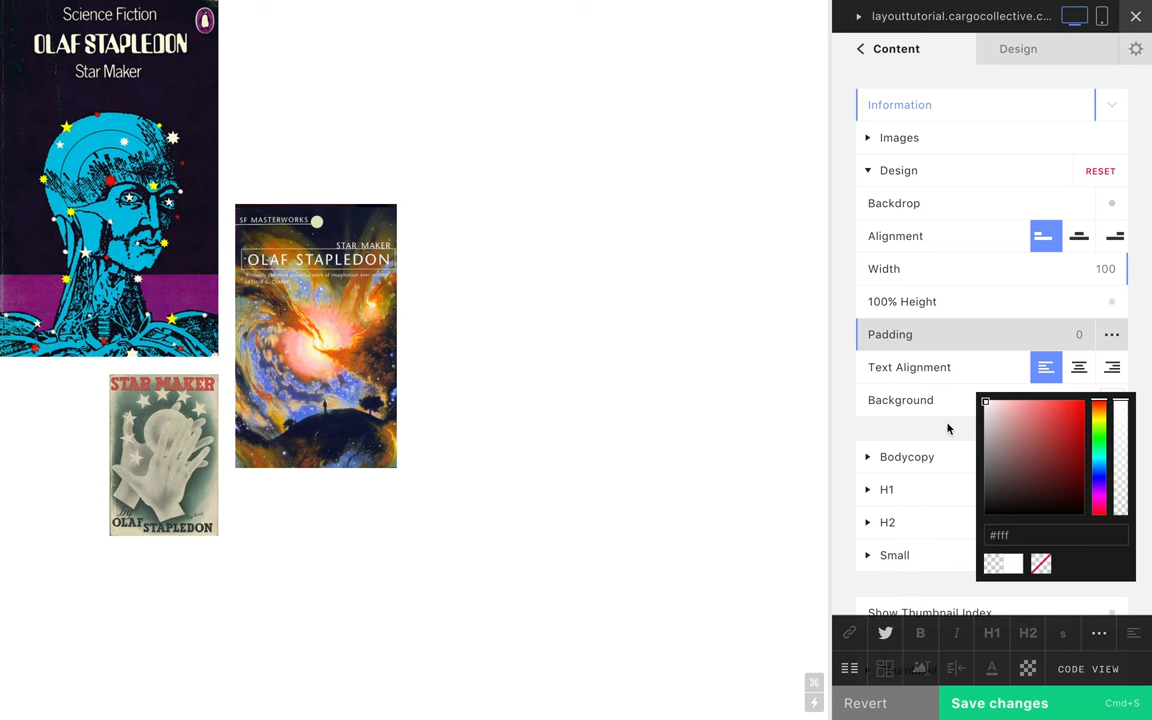 Science Fiction
OLAF STAPLEDON
Star Maker
SF MASTERWORKS
STAR MAKER
OLAF STAPLEDON
STAR MAKER
by
OLAF STAPLEDON
layouttutorial.cargocollective.c...
Content
Design
Information
Images
Design
RESET
Backdrop
Alignment
Width
100
100% Height
Padding
0
Text Alignment
Background
Bodycopy
H1
H2
Small
#fff
Show Thumbnail Index
B
I
H1
H2
s
A
CODE VIEW
Revert
Save changes
Cmd+S